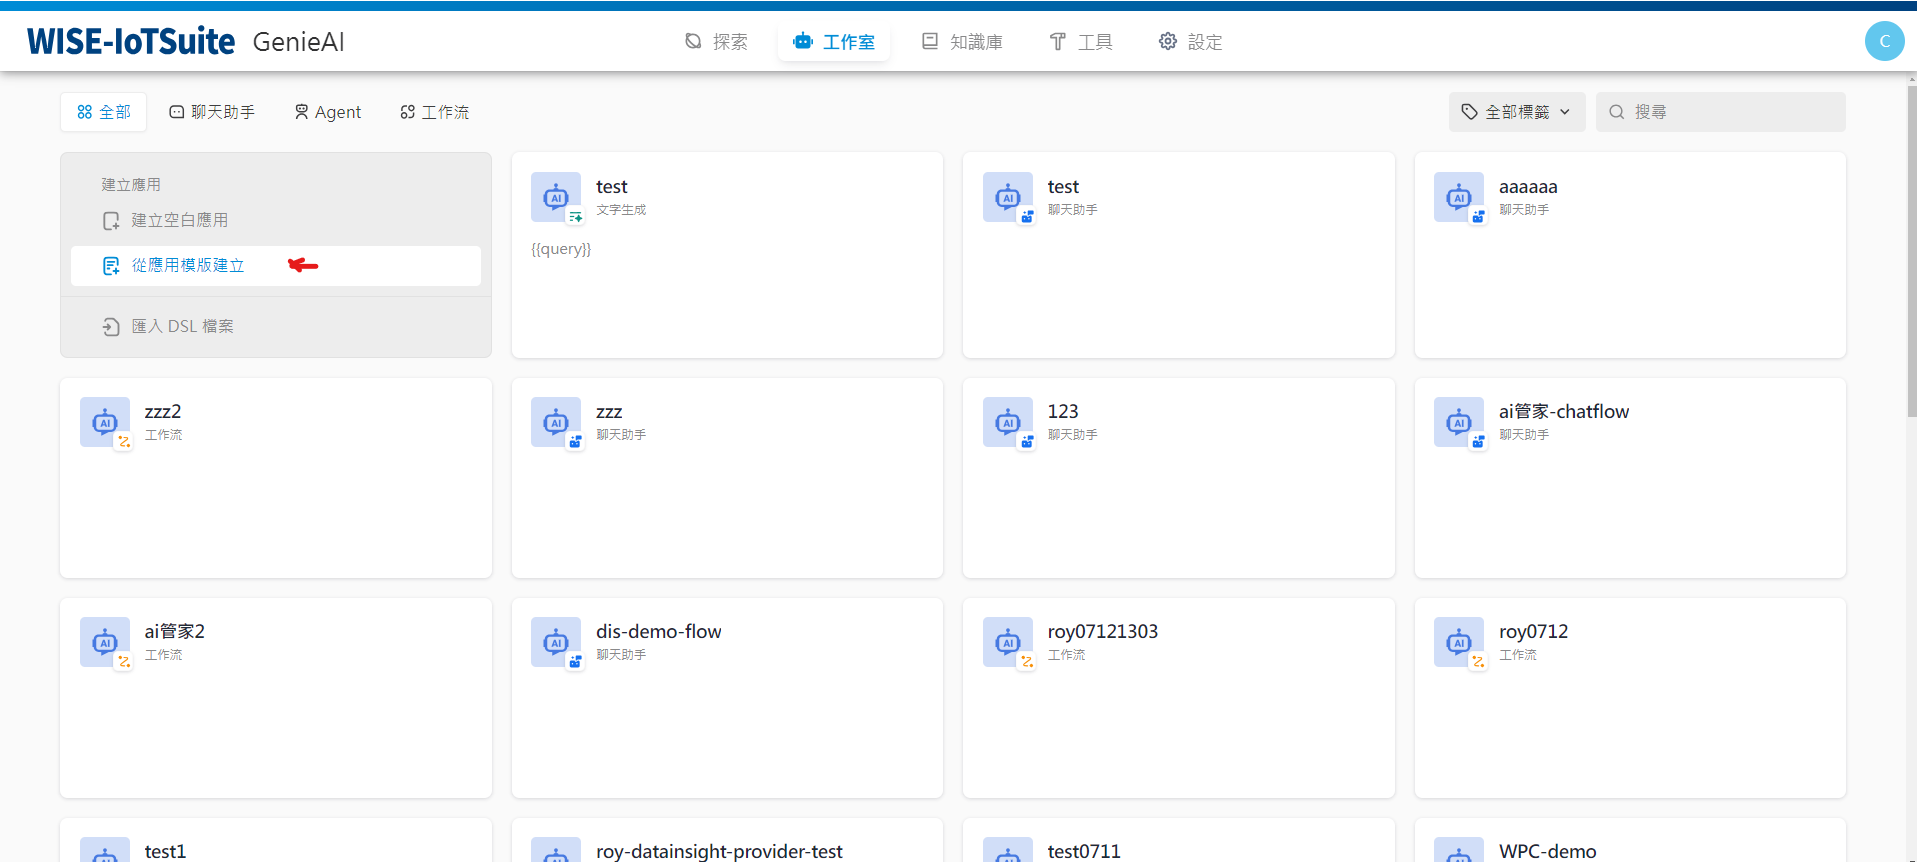 WISE-IoTSuite GenieAI
探索
工作室
知識庫
工具
設定
C
全部
聊天助手
Agent
工作流
全部標籤
搜尋
建立應用
建立空白應用
從應用模版建立
匯入 DSL 檔案
AI
test
文字生成
{{query}}
AI
test
聊天助手
AI
aaaaaa
聊天助手
AI
zzz2
工作流
AI
zzz
聊天助手
AI
123
聊天助手
AI
ai管家-chatflow
聊天助手
AI
ai管家2
工作流
AI
dis-demo-flow
聊天助手
AI
roy07121303
工作流
AI
roy0712
工作流
AI
test1
AI
roy-datainsight-provider-test
AI
test0711
AI
WPC-demo